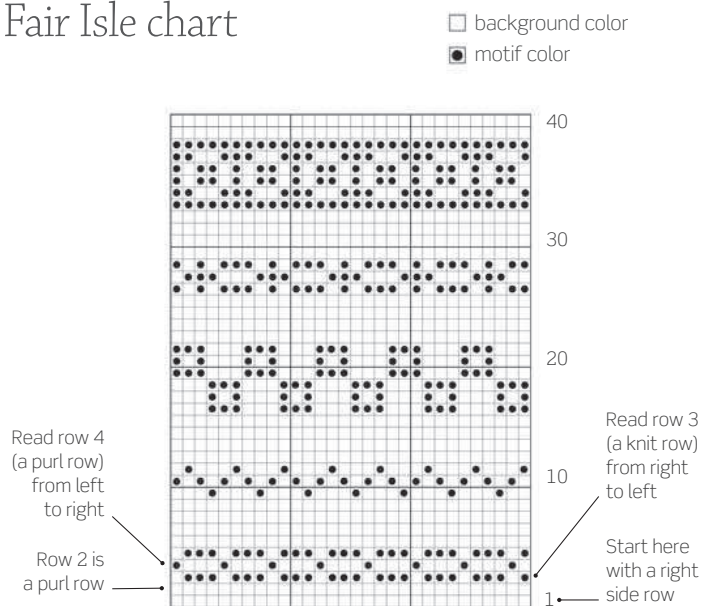 Fair Isle chart
background color
motif color
40
30
20
10
1
Read row 4
(a purl row)
from left
to right
Row 2 is
a purl row
Read row 3
(a knit row)
from right
to left
Start here
with a right
side row